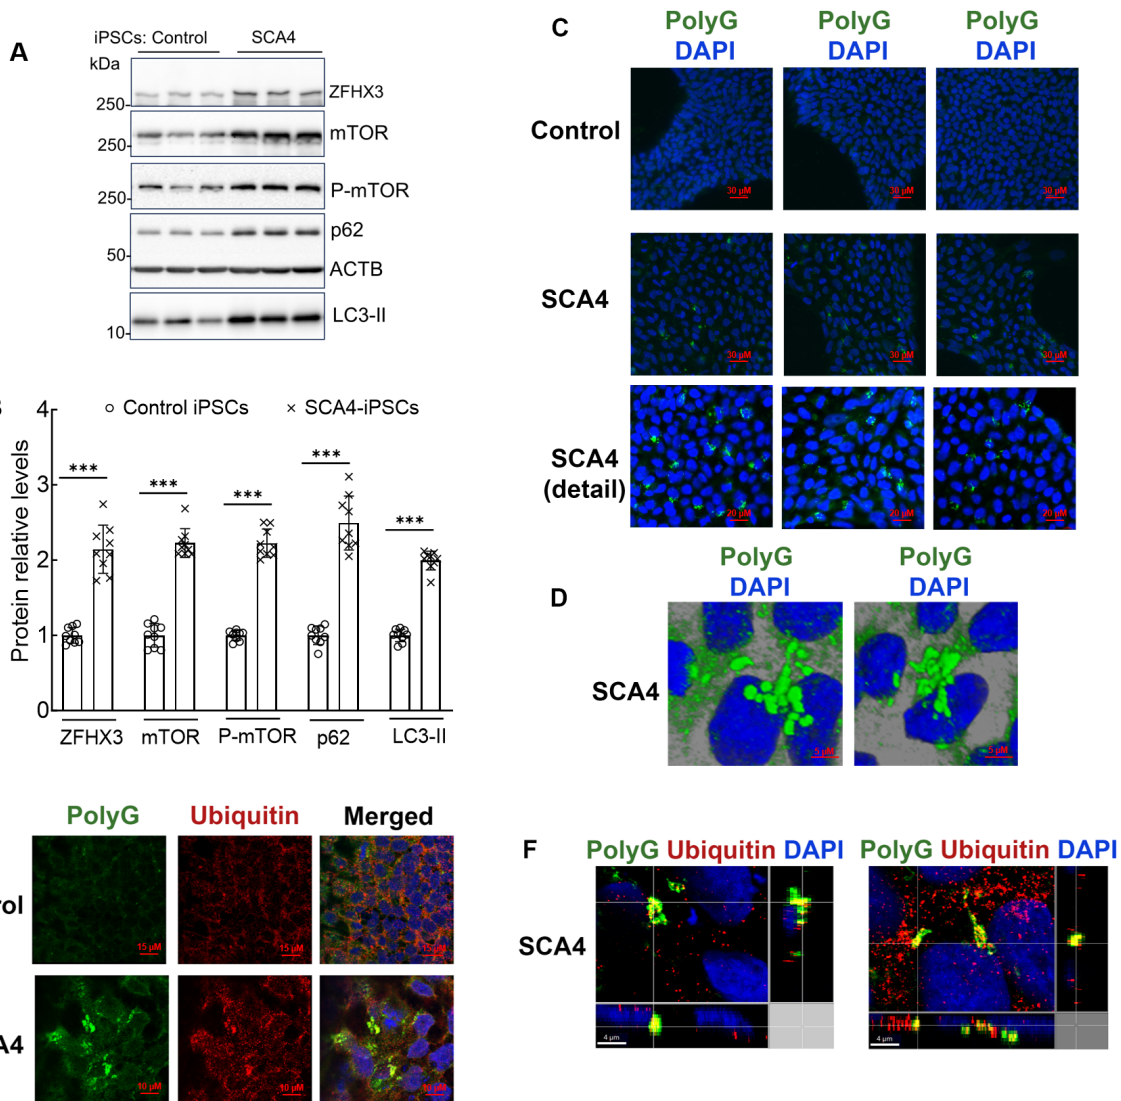 A
iPSCs: Control SCA4
kDa
ZFHX3
250
mTOR
250
P-mTOR
250
p62
50
ACTB
LC3-II
10
Control iPSCs
SCA4-iPSCs
Protein relative levels
4
3
2
1
0
*** *** *** *** ***
ZFHX3 mTOR P-mTOR p62 LC3-II
C
PolyG PolyG PolyG
DAPI DAPI DAPI
Control
30 µM 30 µM 30 µM
SCA4
30 µM 30 µM 30 µM
SCA4
(detail)
20 µM 20 µM 20 µM
D
PolyG PolyG
DAPI DAPI
SCA4
5 µM 5 µM
PolyG Ubiquitin Merged
rol
15 µM 15 µM 15 µM
A4
10 µM 10 µM 10 µM
F
PolyG Ubiquitin DAPI PolyG Ubiquitin DAPI
SCA4
4 µm 4 µm